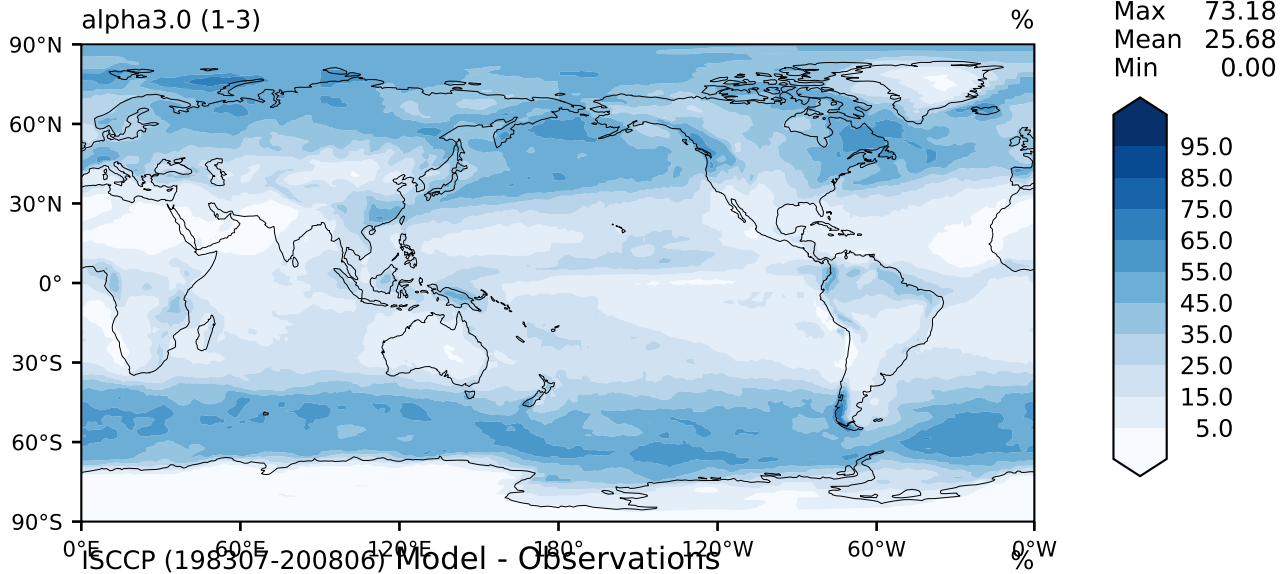 alpha3.0 (1-3) %
Max 73.18
Mean 25.68
Min 0.00
90°N
60°N
30°N
0°
30°S
60°S
90°S
95.0
85.0
75.0
65.0
55.0
45.0
35.0
25.0
15.0
5.0
0°E 60°E 120°E 180° 120°W 60°W 0°W
ISCCP (198307-200806) Model - Observations %